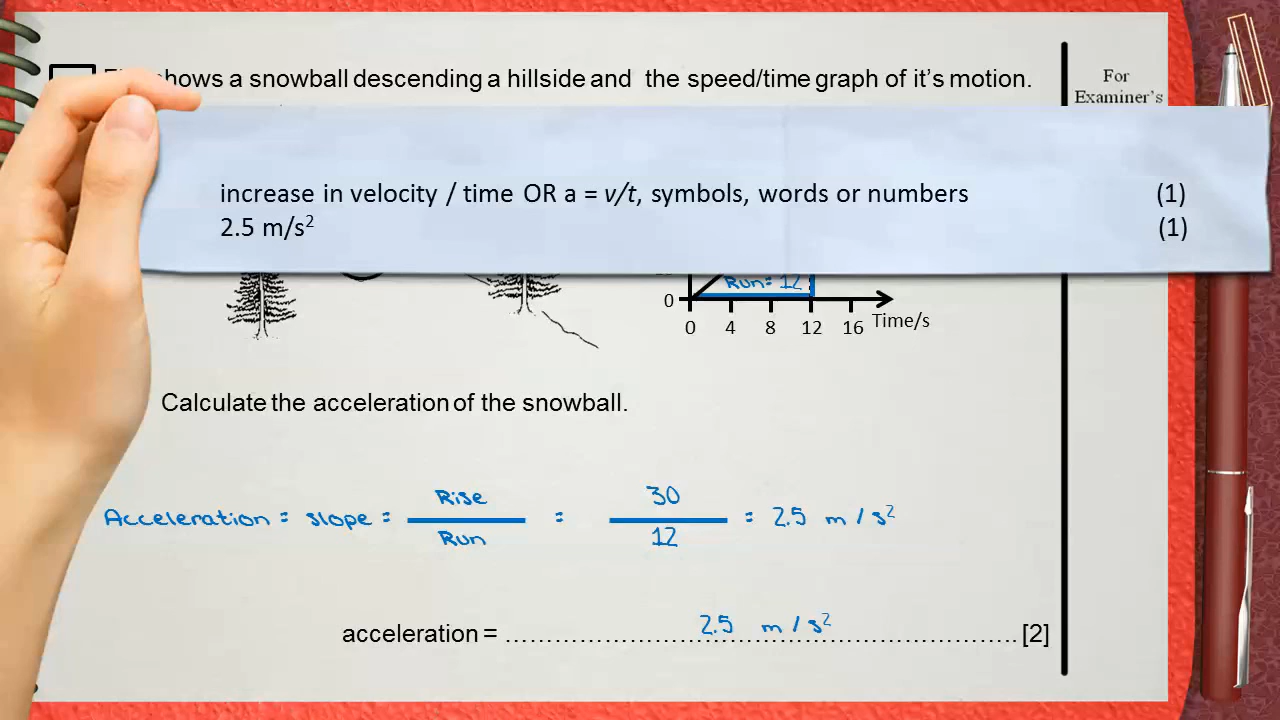 shows a snowball descending a hillside and the speed/time graph of it's motion.
For
Examiner's
increase in velocity / time OR a = v/t, symbols, words or numbers (1)
2.5 m/s² (1)
Run= 12
0
0 4 8 12 16 Time/s
Calculate the acceleration of the snowball.
Acceleration = slope = Rise / Run = 30 / 12 = 2.5 m / s²
acceleration = 2.5 m / s² [2]